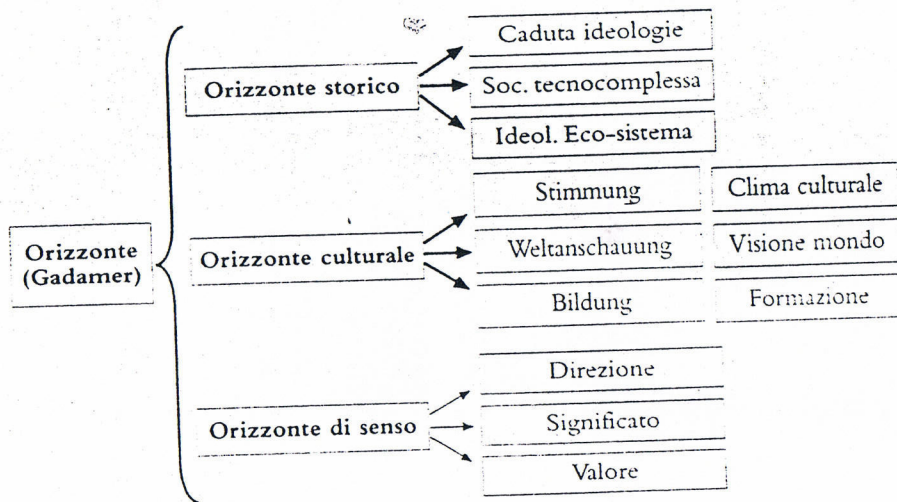 Orizzonte
(Gadamer)
Orizzonte storico
Caduta ideologie
Soc. tecnocomplessa
Ideol. Eco-sistema
Orizzonte culturale
Stimmung
Clima culturale
Weltanschauung
Visione mondo
Bildung
Formazione
Orizzonte di senso
Direzione
Significato
Valore